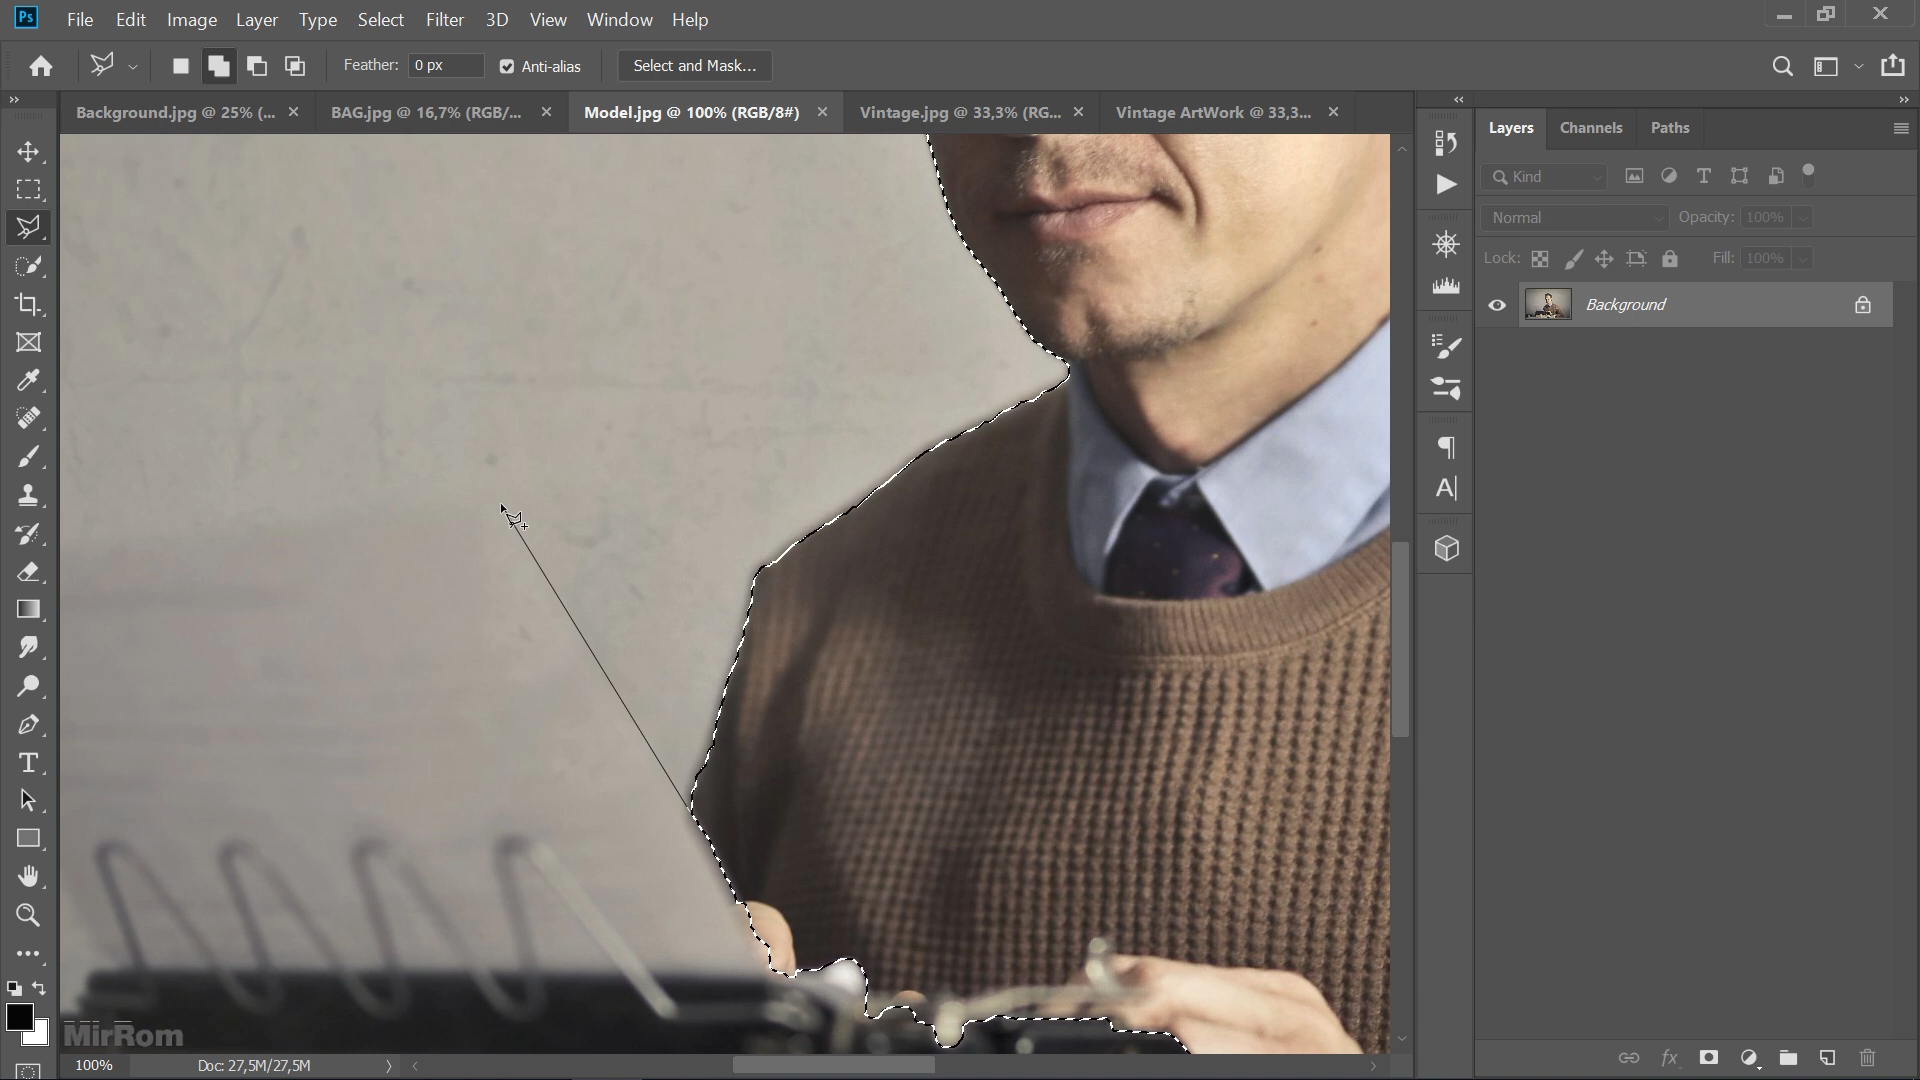 Ps File Edit Image Layer Type Select Filter 3D View Window Help
Feather: 0 px Anti-alias Select and Mask...
Background.jpg @ 25% (... BAG.jpg @ 16,7% (RGB/... Model.jpg @ 100% (RGB/8#) Vintage.jpg @ 33,3% (RG... Vintage ArtWork @ 33,3...
Layers Channels Paths
Kind
Normal Opacity: 100%
Lock: Fill: 100%
Background
MirRom
100% Doc: 27,5M/27,5M